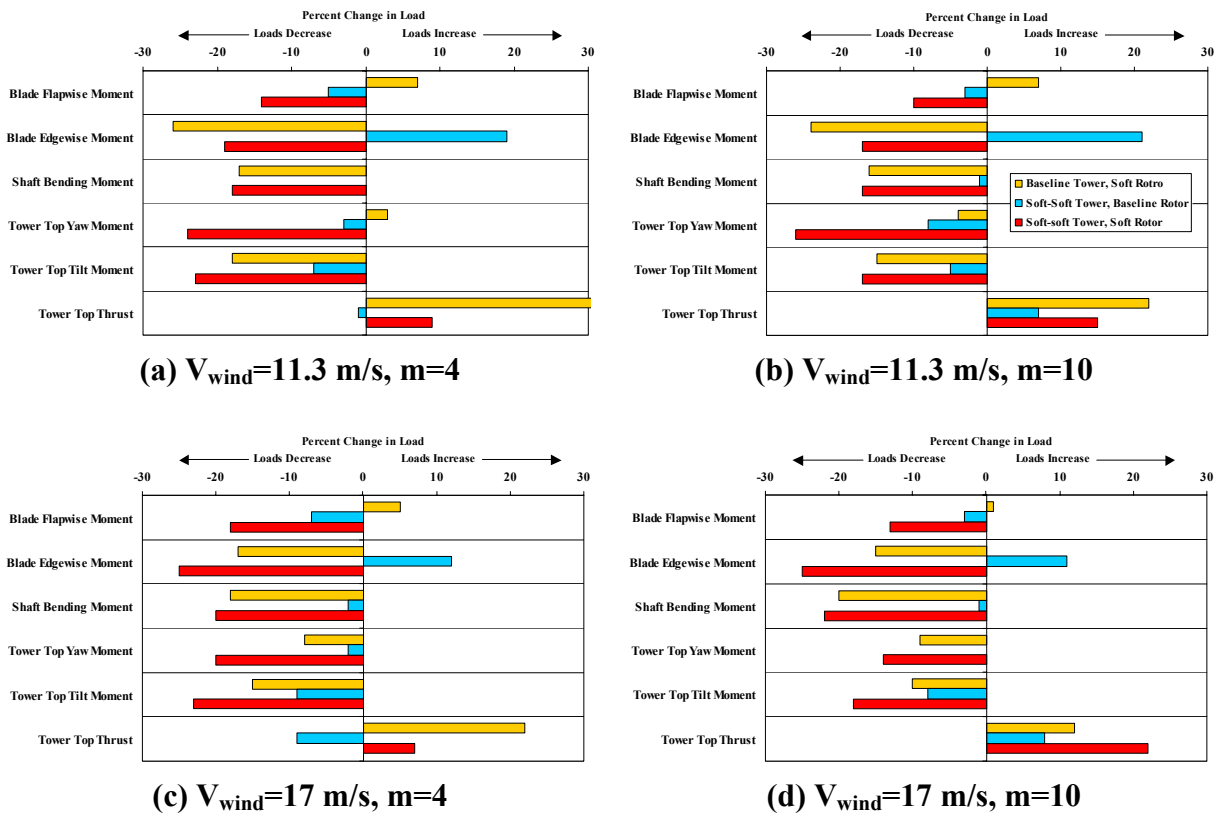 Percent Change in Load
Loads Decrease Loads Increase
-30 -20 -10 0 10 20 30
Blade Flapwise Moment
Blade Edgewise Moment
Shaft Bending Moment
Tower Top Yaw Moment
Tower Top Tilt Moment
Tower Top Thrust
(a) Vwind=11.3 m/s, m=4
Percent Change in Load
Loads Decrease Loads Increase
-30 -20 -10 0 10 20 30
Blade Flapwise Moment
Blade Edgewise Moment
Shaft Bending Moment
Tower Top Yaw Moment
Tower Top Tilt Moment
Tower Top Thrust
Baseline Tower, Soft Rotro
Soft-Soft Tower, Baseline Rotor
Soft-soft Tower, Soft Rotor
(b) Vwind=11.3 m/s, m=10
Percent Change in Load
Loads Decrease Loads Increase
-30 -20 -10 0 10 20 30
Blade Flapwise Moment
Blade Edgewise Moment
Shaft Bending Moment
Tower Top Yaw Moment
Tower Top Tilt Moment
Tower Top Thrust
(c) Vwind=17 m/s, m=4
Percent Change in Load
Loads Decrease Loads Increase
-30 -20 -10 0 10 20 30
Blade Flapwise Moment
Blade Edgewise Moment
Shaft Bending Moment
Tower Top Yaw Moment
Tower Top Tilt Moment
Tower Top Thrust
(d) Vwind=17 m/s, m=10